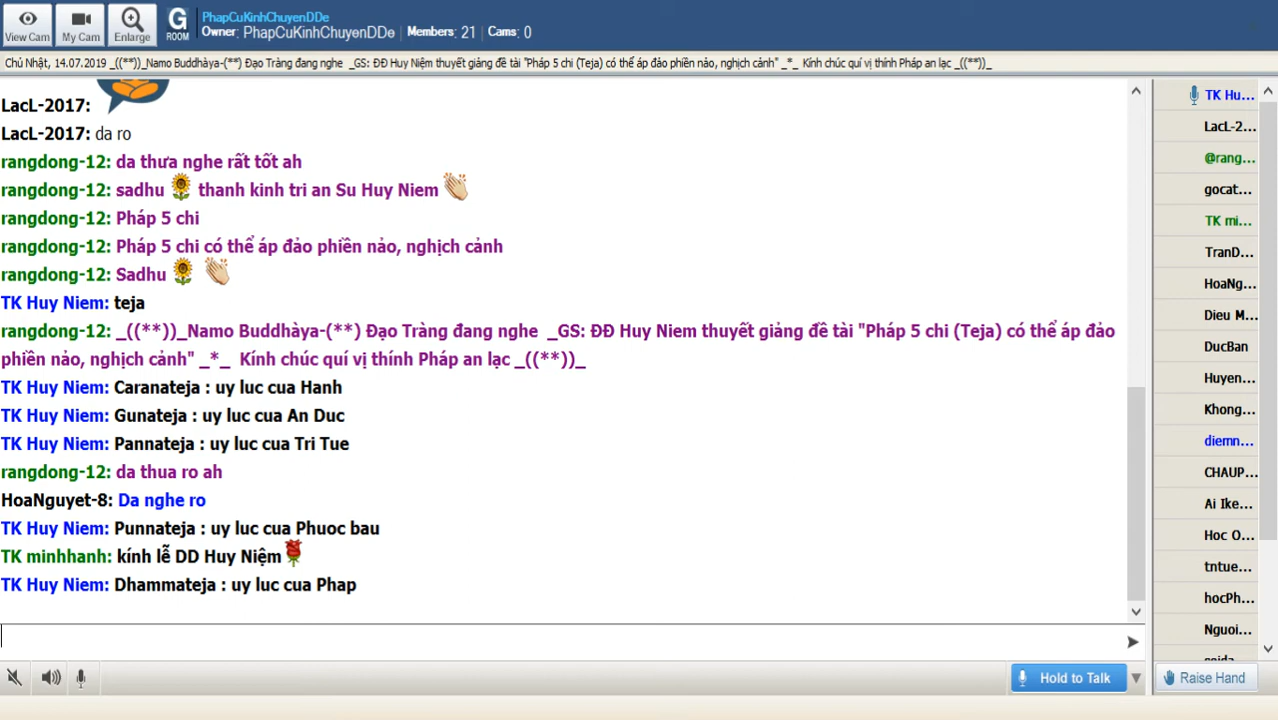 PhapCuKinhChuyenDDe
Owner: PhapCuKinhChuyenDDe Members: 21 Cams: 0
View Cam
My Cam
Enlarge
G
ROOM
Chủ Nhật, 14.07.2019 _((**))_Namo Buddhàya-(**) Đạo Tràng đang nghe _GS: ĐĐ Huy Niệm thuyết giảng đề tài "Pháp 5 chi (Teja) có thể áp đảo phiền não, nghịch cảnh" _*_ Kính chúc quí vị thính Pháp an lạc _((**))_
LacL-2017:
LacL-2017: da ro
rangdong-12: da thưa nghe rất tốt ah
rangdong-12: sadhu thanh kinh tri an Su Huy Niem
rangdong-12: Pháp 5 chi
rangdong-12: Pháp 5 chi có thể áp đảo phiền não, nghịch cảnh
rangdong-12: Sadhu
TK Huy Niem: teja
rangdong-12: _((**))_Namo Buddhàya-(**) Đạo Tràng đang nghe _GS: ĐĐ Huy Niem thuyết giảng đề tài "Pháp 5 chi (Teja) có thể áp đảo
phiền não, nghịch cảnh" _*_ Kính chúc quí vị thính Pháp an lạc _((**))_
TK Huy Niem: Caranateja : uy luc cua Hanh
TK Huy Niem: Gunateja : uy luc cua An Duc
TK Huy Niem: Pannateja : uy luc cua Tri Tue
rangdong-12: da thua ro ah
HoaNguyet-8: Da nghe ro
TK Huy Niem: Punnateja : uy luc cua Phuoc bau
TK minhhanh: kính lễ DD Huy Niệm
TK Huy Niem: Dhammateja : uy luc cua Phap
TK Hu...
LacL-2...
@rang...
gocat...
TK mi...
TranD...
HoaNg...
Dieu M...
DucBan
Huyen...
Khong...
diemn...
CHAUP...
Ai Ike...
Hoc O...
tntue...
hocPh...
Nguoi...
Hold to Talk
Raise Hand